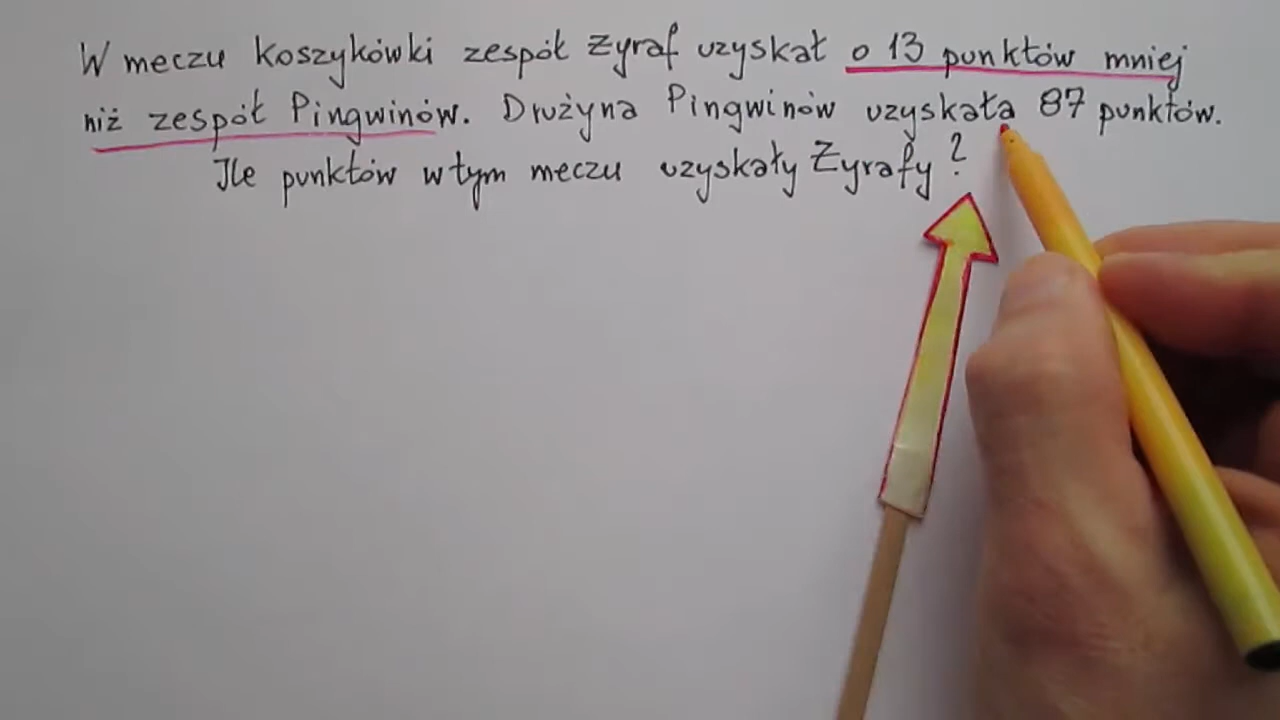 W meczu koszykówki zespół Żyraf uzyskał o 13 punktów mniej
niż zespół Pingwinów. Drużyna Pingwinów uzyskała 87 punktów.
Ile punktów w tym meczu uzyskały Żyrafy?